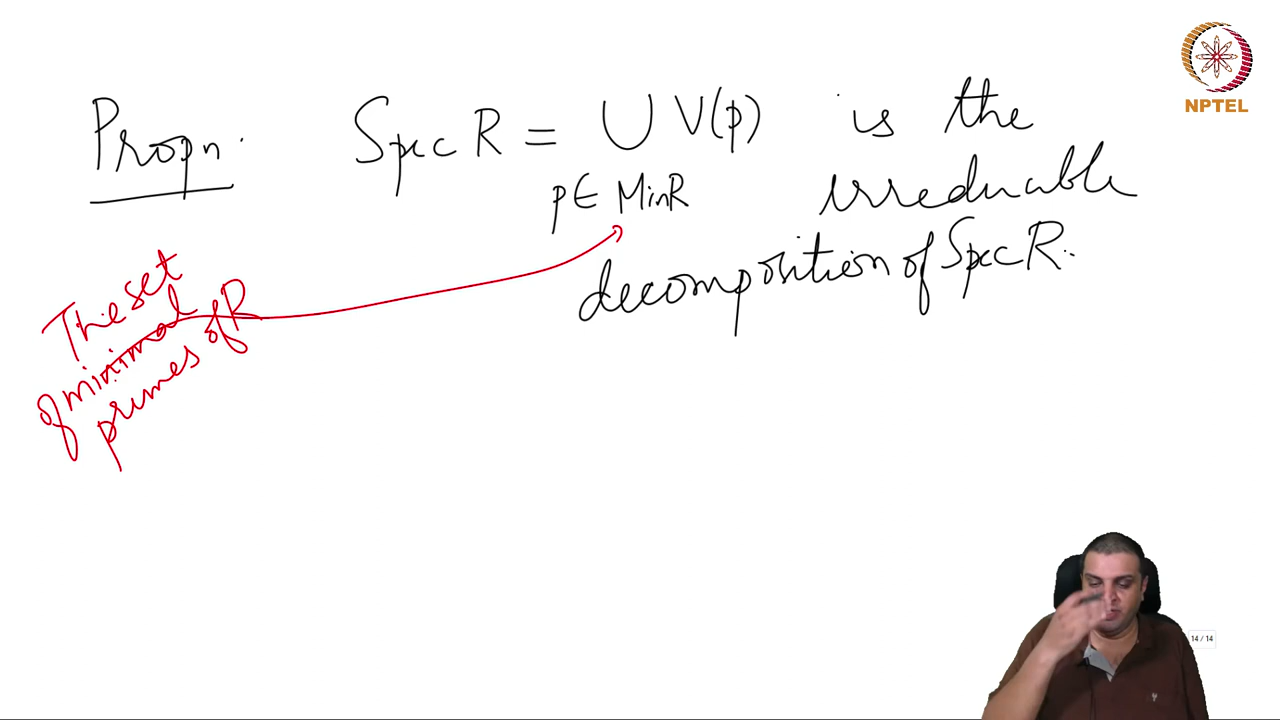 Propn. Spec R = ∪ V(p) is the
p ∈ Min R irreducible
decomposition of Spec R.
The set
of minimal
primes of R
NPTEL
14 / 14